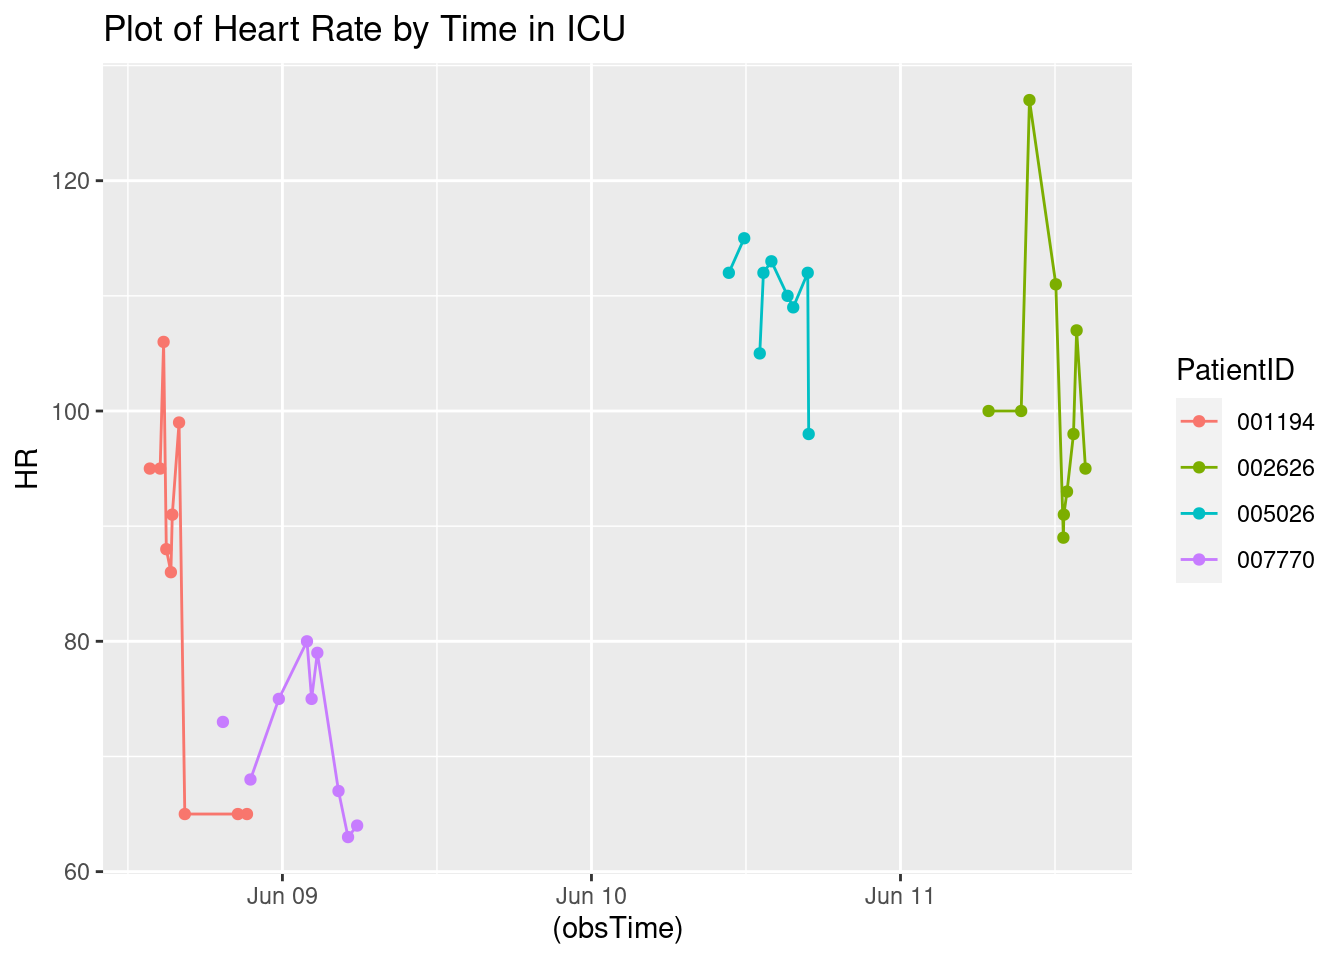 Plot of Heart Rate by Time in ICU
120
100
80
60
HR
Jun 09
Jun 10
Jun 11
(obsTime)
PatientID
001194
002626
005026
007770